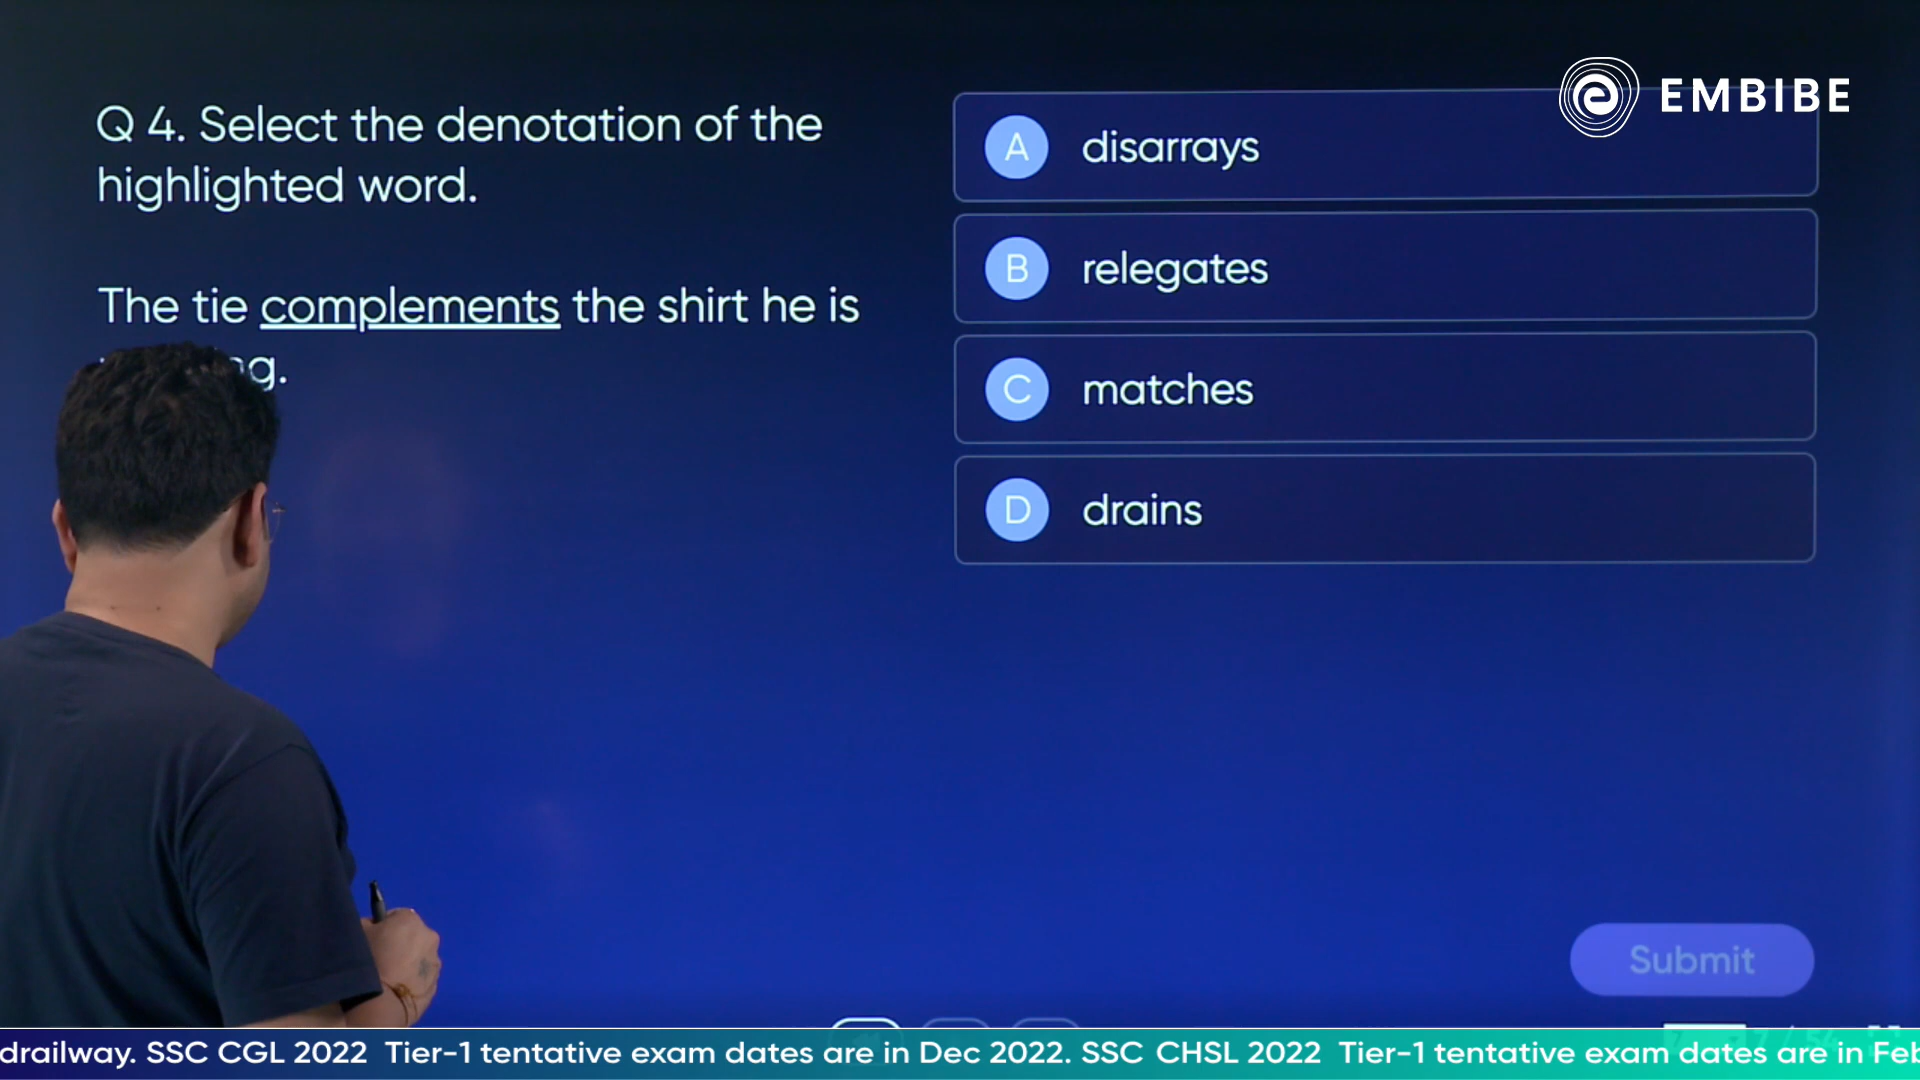 EMBIBE
Q 4. Select the denotation of the
highlighted word.
The tie complements the shirt he is
A disarrays
B relegates
C matches
D drains
Submit
drailway. SSC CGL 2022 Tier-1 tentative exam dates are in Dec 2022. SSC CHSL 2022 Tier-1 tentative exam dates are in Feb